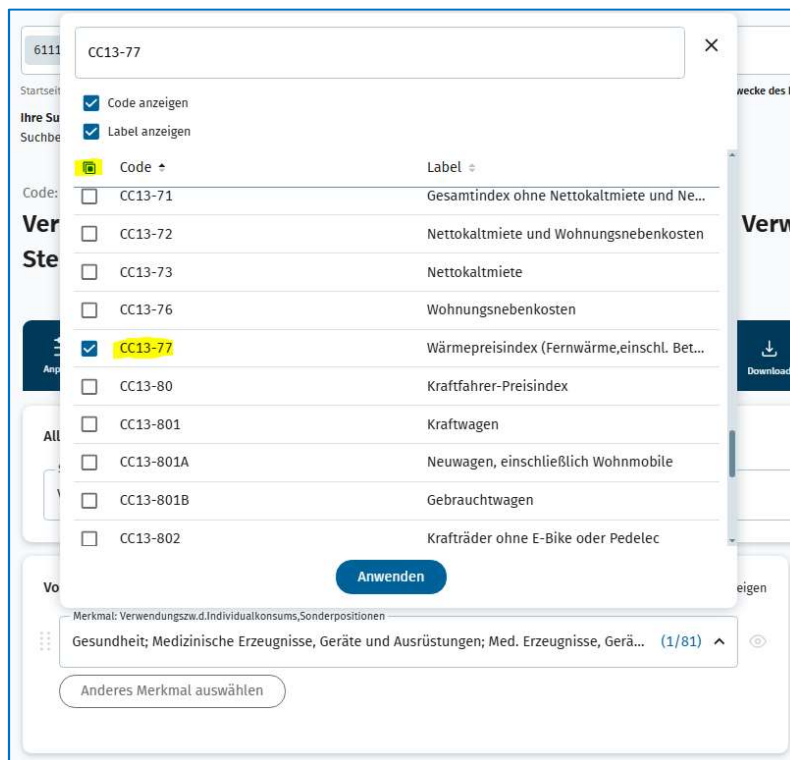 6111
CC13-77
Startseit
wecke des I
Code anzeigen
Ihre Su
Label anzeigen
Suchbe
Code
Label
Code:
CC13-71
Gesamtindex ohne Nettokaltmiete und Ne...
Ver
CC13-72
Nettokaltmiete und Wohnungsnebenkosten
Verw
Ste
CC13-73
Nettokaltmiete
CC13-76
Wohnungsnebenkosten
CC13-77
Wärmepreisindex (Fernwärme,einschl. Bet...
Anp
Download
CC13-80
Kraftfahrer-Preisindex
CC13-801
Kraftwagen
All
CC13-801A
Neuwagen, einschließlich Wohnmobile
CC13-801B
Gebrauchtwagen
CC13-802
Krafträder ohne E-Bike oder Pedelec
Anwenden
Vo
eigen
Merkmal: Verwendungszw.d.Individualkonsums,Sonderpositionen
Gesundheit; Medizinische Erzeugnisse, Geräte und Ausrüstungen; Med. Erzeugnisse, Gerä... (1/81)
Anderes Merkmal auswählen